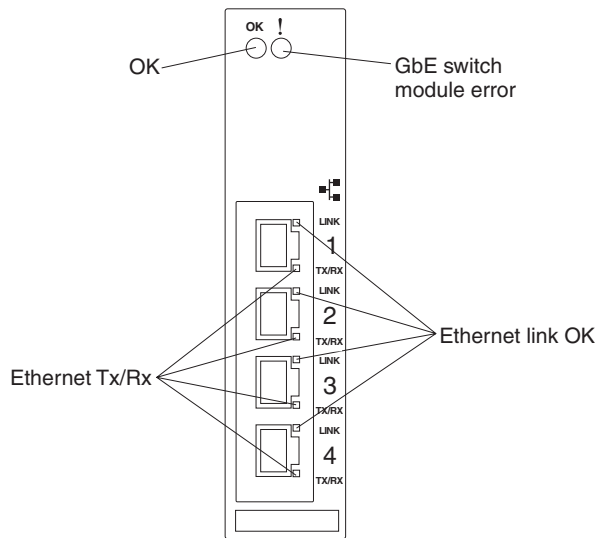 OK !
OK
GbE switch
module error
LINK
1
TX/RX
LINK
2
TX/RX
Ethernet link OK
LINK
Ethernet Tx/Rx
3
TX/RX
LINK
4
TX/RX